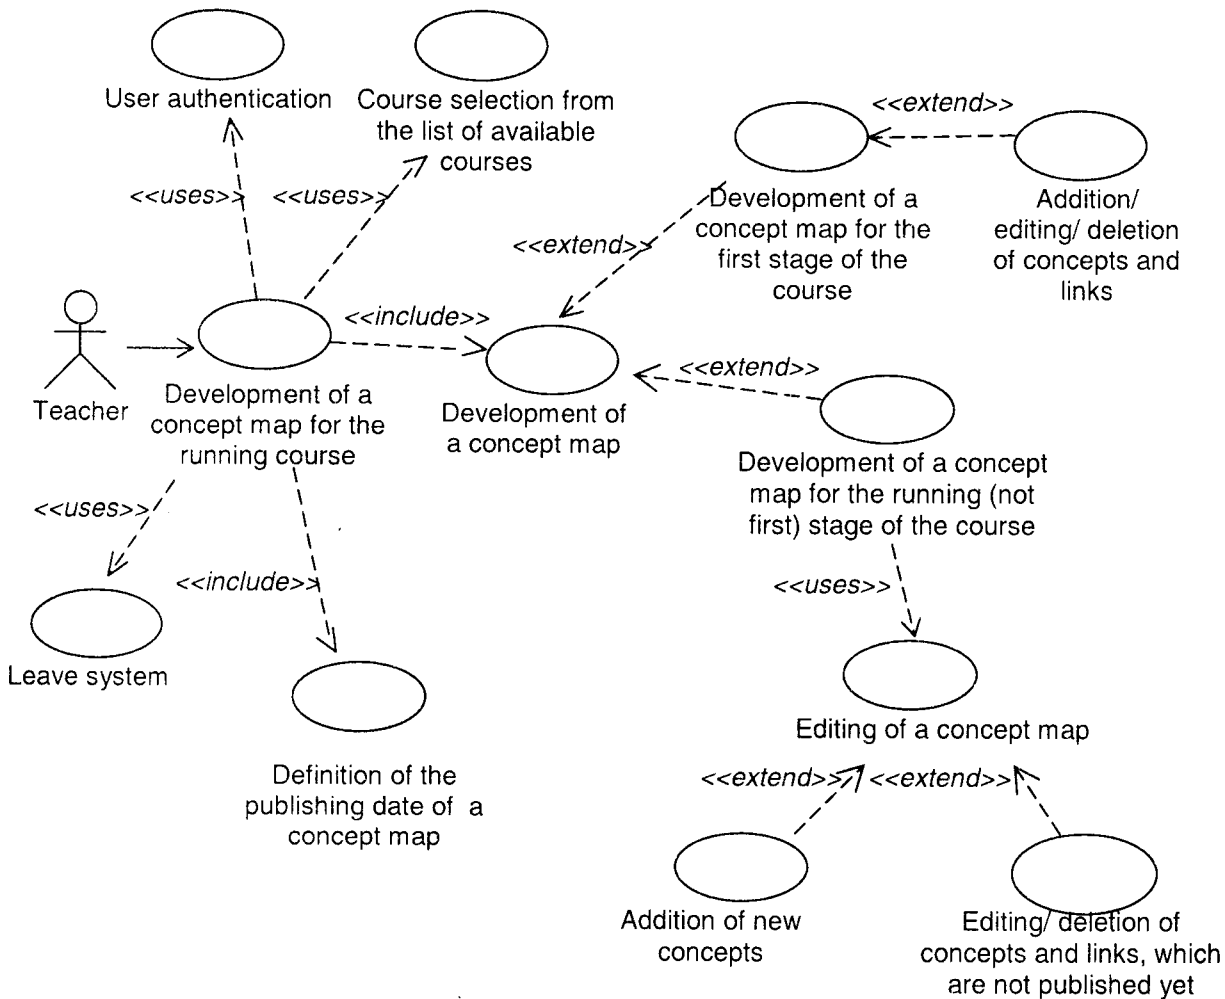 User authentication
Course selection from
the list of available
courses
<<extend>>
<<uses>>
<<uses>>
Development of a
concept map for the
first stage of the
course
Addition/
editing/ deletion
of concepts and
links
<<extend>>
<<include>>
Teacher
Development of a
concept map for the
running course
Development of
a concept map
<<extend>>
Development of a concept
map for the running (not
first) stage of the course
<<uses>>
<<include>>
<<uses>>
Leave system
Editing of a concept map
Definition of the
publishing date of a
concept map
<<extend>>
<<extend>>
Addition of new
concepts
Editing/ deletion of
concepts and links, which
are not published yet